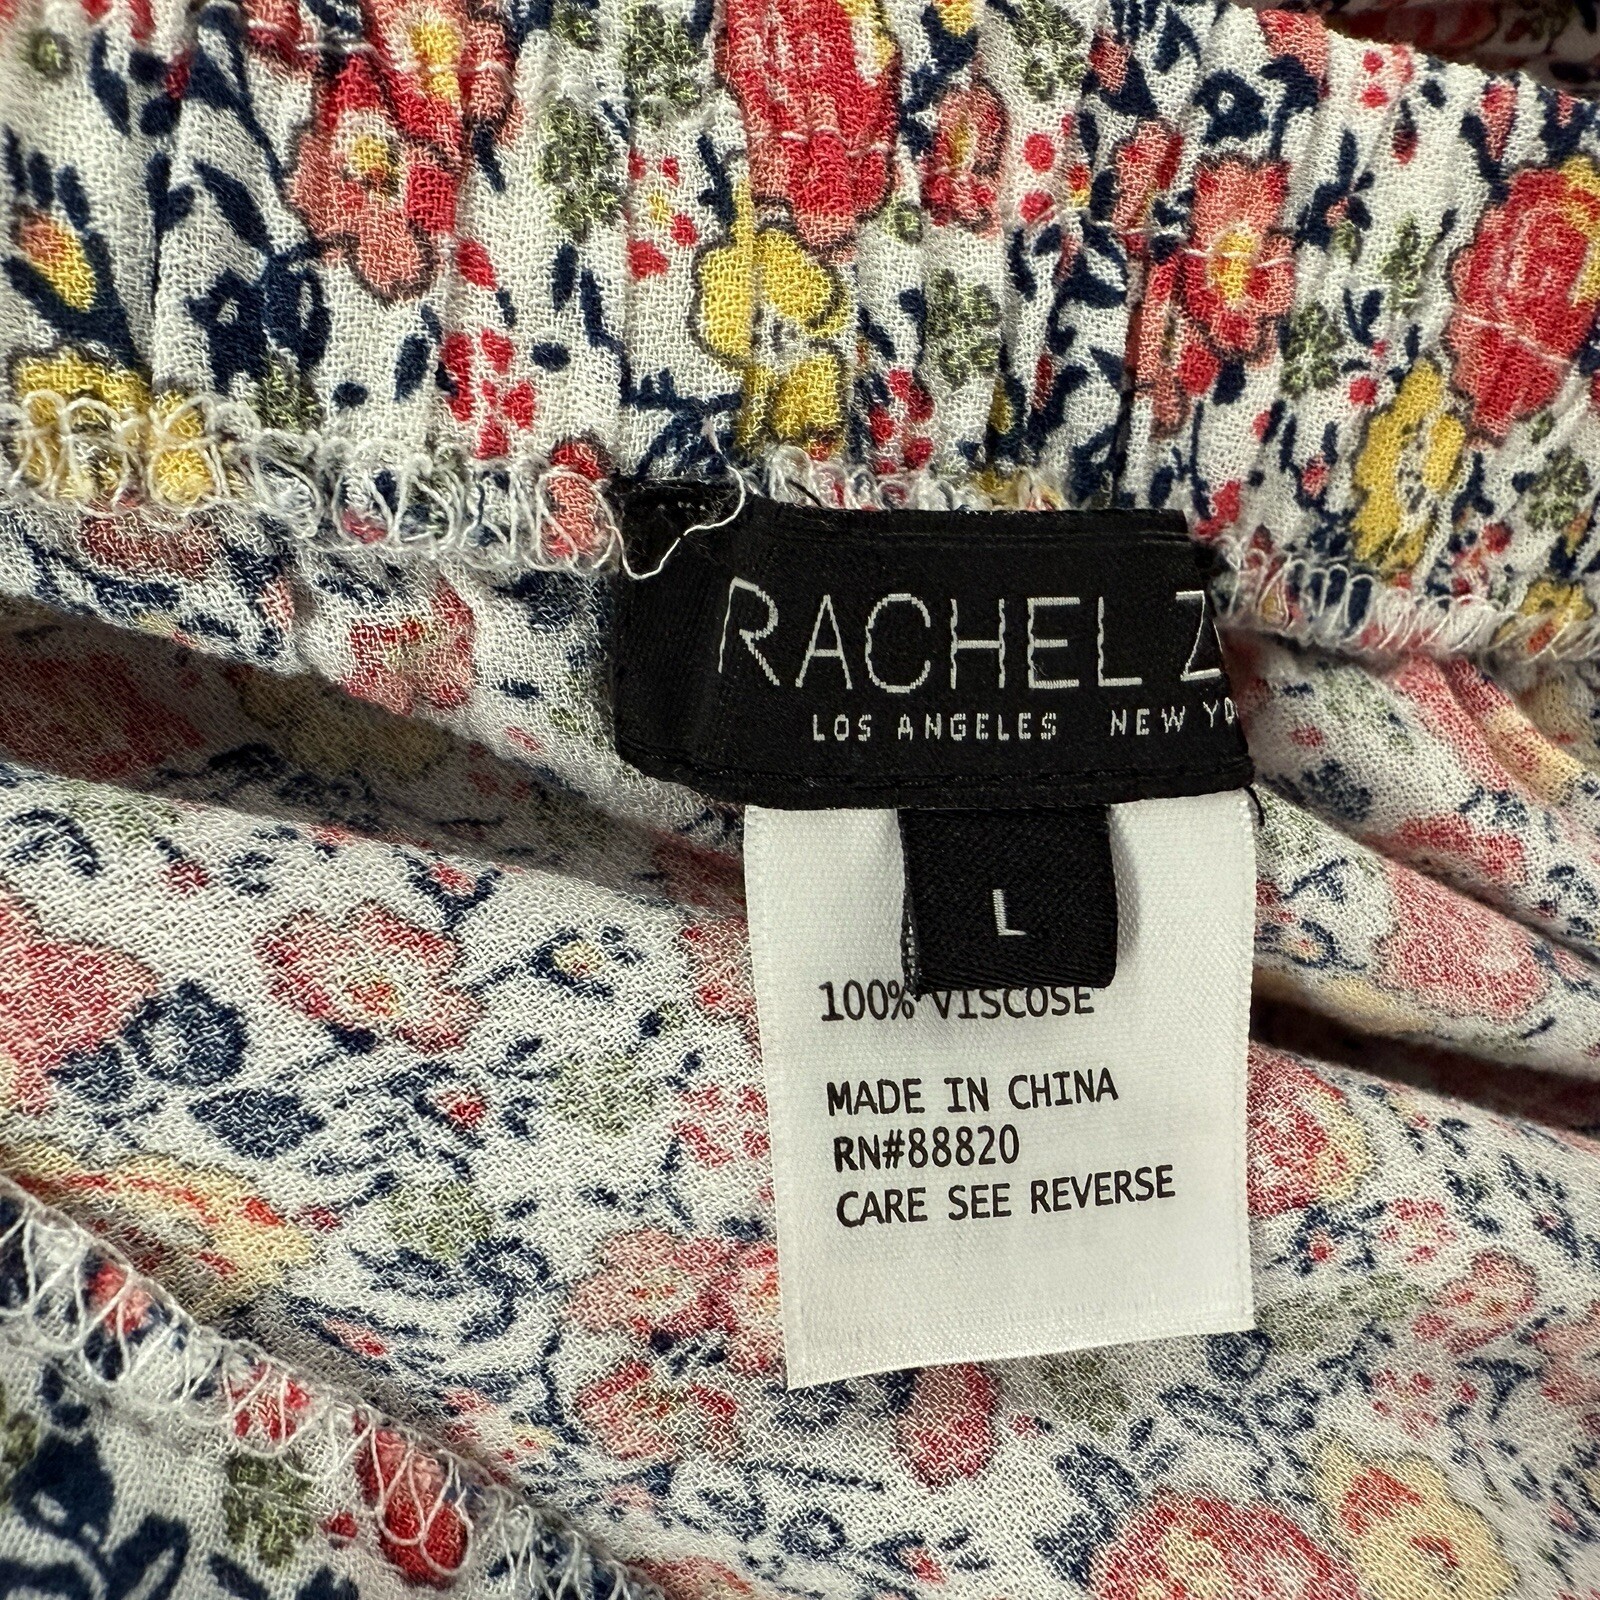 RACHEL Z
LOS ANGELES NEW YO
L
100% VISCOSE
MADE IN CHINA
RN#88820
CARE SEE REVERSE